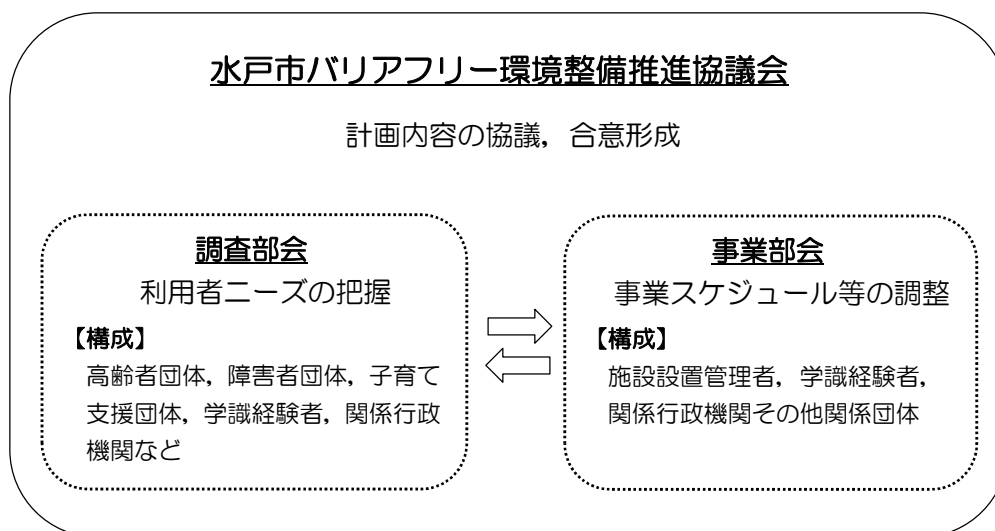 水戸市バリアフリー環境整備推進協議会
計画内容の協議，合意形成
調査部会
利用者ニーズの把握
【構成】
高齢者団体，障害者団体，子育て
支援団体，学識経験者，関係行政
機関など
事業部会
事業スケジュール等の調整
【構成】
施設設置管理者，学識経験者，
関係行政機関その他関係団体